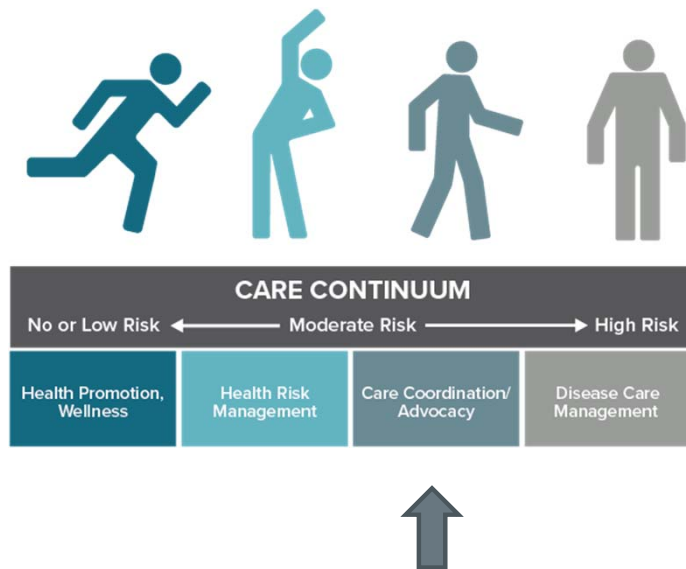 CARE CONTINUUM
No or Low Risk Moderate Risk High Risk
Health Promotion,
Wellness
Health Risk
Management
Care Coordination/
Advocacy
Disease Care
Management